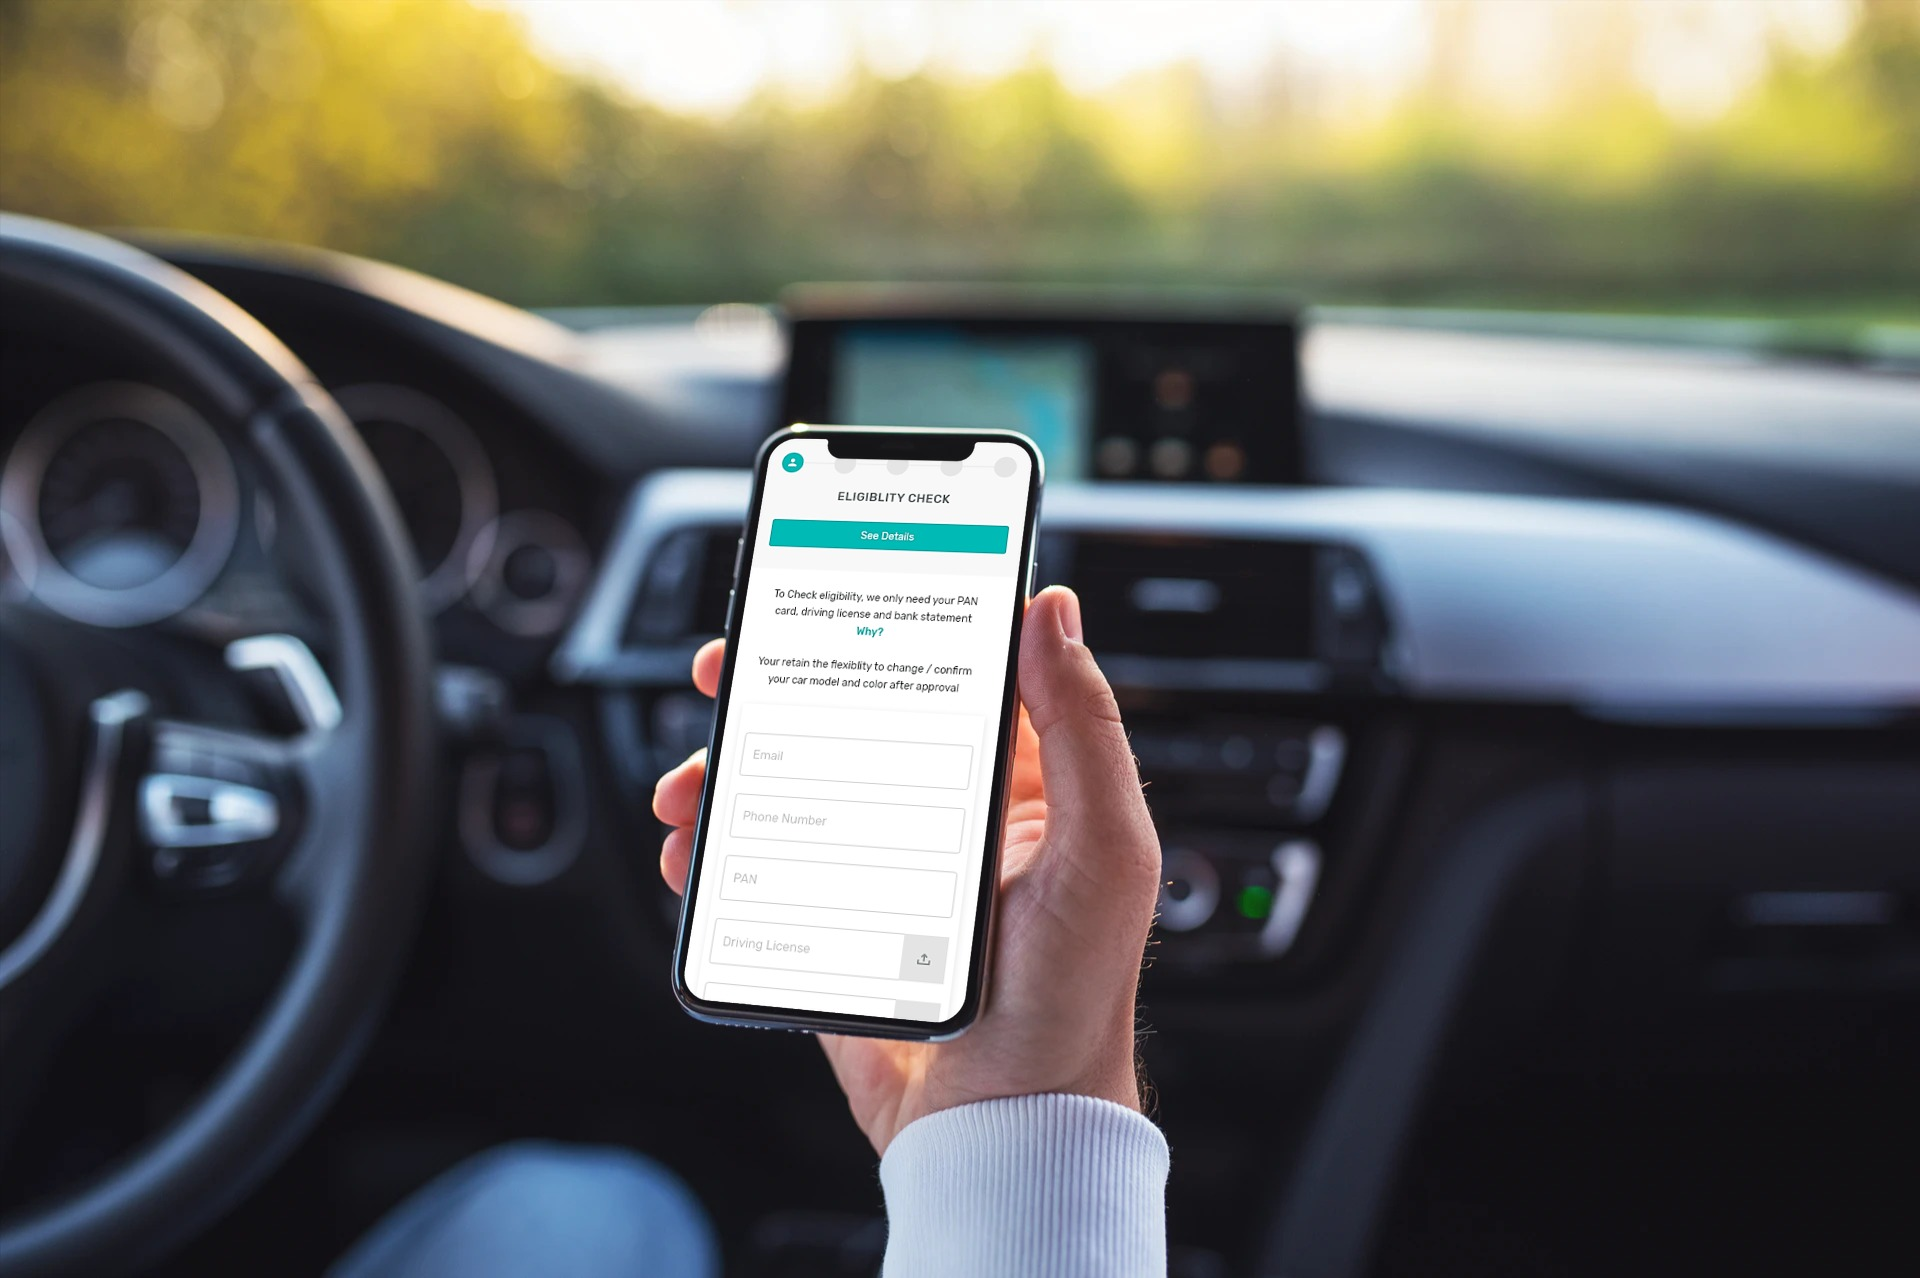 ELIGIBLITY CHECK
See Details
To Check eligibility, we only need your PAN
card, driving license and bank statement
Why?
Your retain the flexiblity to change / confirm
your car model and color after approval
Email
Phone Number
PAN
Driving License